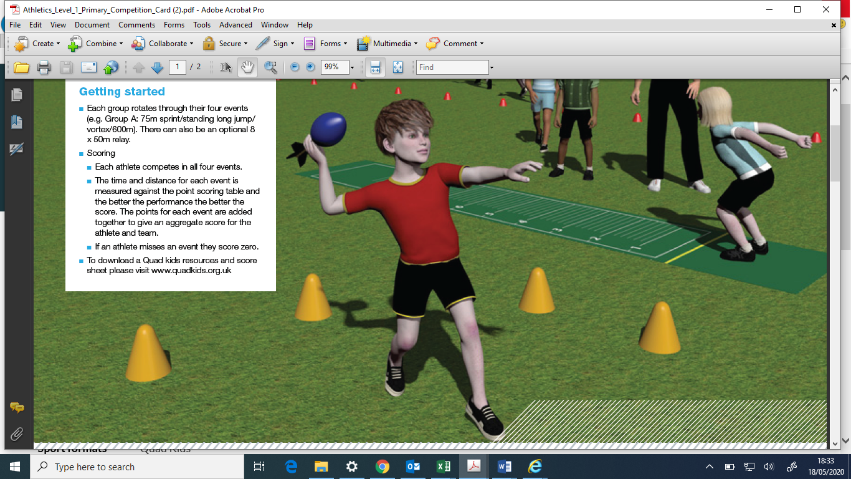 Athletics_Level_1_Primary_Competition_Card (2).pdf - Adobe Acrobat Pro
File Edit View Document Comments Forms Tools Advanced Window Help
Create Combine Collaborate Secure Sign Forms Multimedia Comment
1 / 2 99% Find
Getting started
Each group rotates through their four events
(e.g. Group A: 75m sprint/standing long jump/
vortex/600m). There can also be an optional 8
x 50m relay.
Scoring
Each athlete competes in all four events.
The time and distance for each event is
measured against the point scoring table and
the better the performance the better the
score. The points for each event are added
together to give an aggregate score for the
athlete and team.
If an athlete misses an event they score zero.
To download a Quad kids resources and score
sheet please visit www.quadkids.org.uk
Sport formats Quad Kids
Type here to search
18:33
18/05/2020